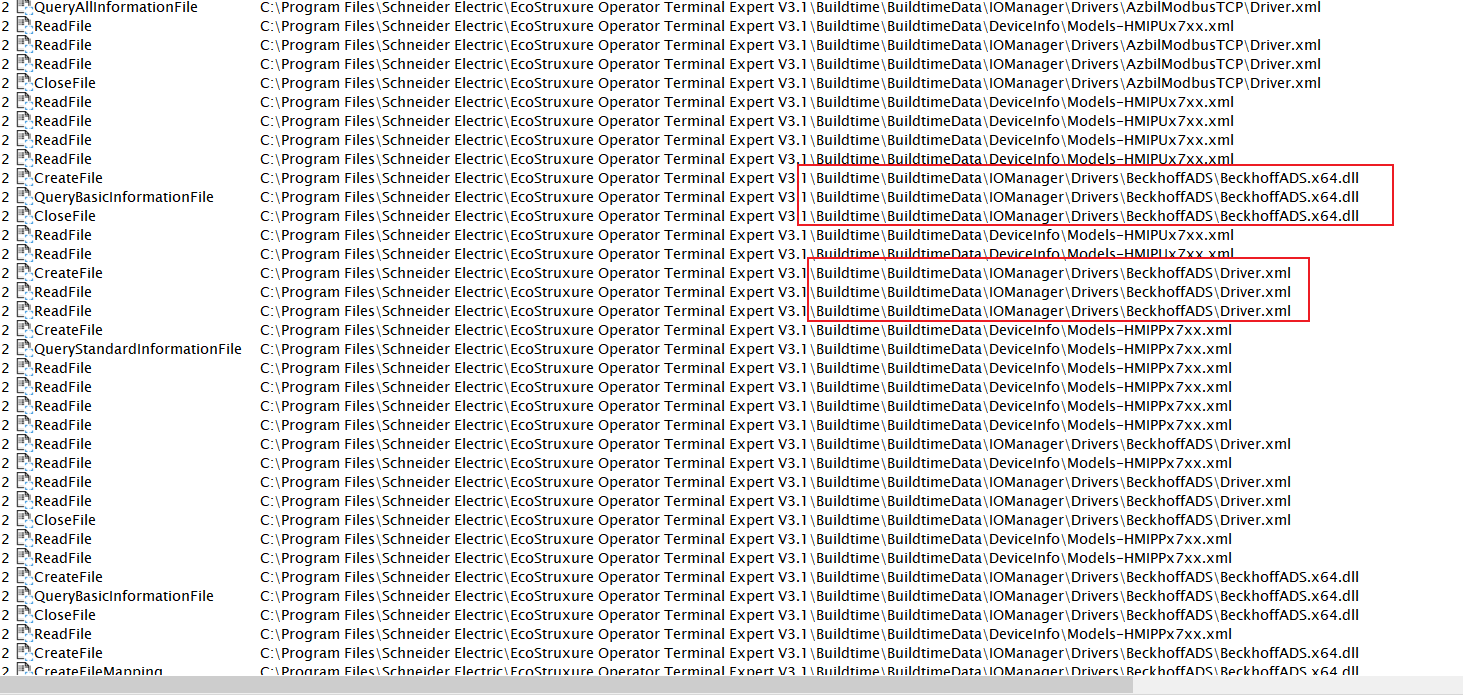 2 QueryAllInformationFile C:\Program Files\Schneider Electric\EcoStruxure Operator Terminal Expert V3.1\Buildtime\BuildtimeData\IOManager\Drivers\AzbilModbusTCP\Driver.xml
2 ReadFile C:\Program Files\Schneider Electric\EcoStruxure Operator Terminal Expert V3.1\Buildtime\BuildtimeData\DeviceInfo\Models-HMIPUx7xx.xml
2 ReadFile C:\Program Files\Schneider Electric\EcoStruxure Operator Terminal Expert V3.1\Buildtime\BuildtimeData\IOManager\Drivers\AzbilModbusTCP\Driver.xml
2 ReadFile C:\Program Files\Schneider Electric\EcoStruxure Operator Terminal Expert V3.1\Buildtime\BuildtimeData\IOManager\Drivers\AzbilModbusTCP\Driver.xml
2 CloseFile C:\Program Files\Schneider Electric\EcoStruxure Operator Terminal Expert V3.1\Buildtime\BuildtimeData\IOManager\Drivers\AzbilModbusTCP\Driver.xml
2 ReadFile C:\Program Files\Schneider Electric\EcoStruxure Operator Terminal Expert V3.1\Buildtime\BuildtimeData\DeviceInfo\Models-HMIPUx7xx.xml
2 ReadFile C:\Program Files\Schneider Electric\EcoStruxure Operator Terminal Expert V3.1\Buildtime\BuildtimeData\DeviceInfo\Models-HMIPUx7xx.xml
2 ReadFile C:\Program Files\Schneider Electric\EcoStruxure Operator Terminal Expert V3.1\Buildtime\BuildtimeData\DeviceInfo\Models-HMIPUx7xx.xml
2 ReadFile C:\Program Files\Schneider Electric\EcoStruxure Operator Terminal Expert V3.1\Buildtime\BuildtimeData\DeviceInfo\Models-HMIPUx7xx.xml
2 CreateFile C:\Program Files\Schneider Electric\EcoStruxure Operator Terminal Expert V3.1\Buildtime\BuildtimeData\IOManager\Drivers\BeckhoffADS\BeckhoffADS.x64.dll
2 QueryBasicInformationFile C:\Program Files\Schneider Electric\EcoStruxure Operator Terminal Expert V3.1\Buildtime\BuildtimeData\IOManager\Drivers\BeckhoffADS\BeckhoffADS.x64.dll
2 CloseFile C:\Program Files\Schneider Electric\EcoStruxure Operator Terminal Expert V3.1\Buildtime\BuildtimeData\IOManager\Drivers\BeckhoffADS\BeckhoffADS.x64.dll
2 ReadFile C:\Program Files\Schneider Electric\EcoStruxure Operator Terminal Expert V3.1\Buildtime\BuildtimeData\DeviceInfo\Models-HMIPUx7xx.xml
2 ReadFile C:\Program Files\Schneider Electric\EcoStruxure Operator Terminal Expert V3.1\Buildtime\BuildtimeData\DeviceInfo\Models-HMIPUx7xx.xml
2 CreateFile C:\Program Files\Schneider Electric\EcoStruxure Operator Terminal Expert V3.1\Buildtime\BuildtimeData\IOManager\Drivers\BeckhoffADS\Driver.xml
2 ReadFile C:\Program Files\Schneider Electric\EcoStruxure Operator Terminal Expert V3.1\Buildtime\BuildtimeData\IOManager\Drivers\BeckhoffADS\Driver.xml
2 ReadFile C:\Program Files\Schneider Electric\EcoStruxure Operator Terminal Expert V3.1\Buildtime\BuildtimeData\IOManager\Drivers\BeckhoffADS\Driver.xml
2 CreateFile C:\Program Files\Schneider Electric\EcoStruxure Operator Terminal Expert V3.1\Buildtime\BuildtimeData\DeviceInfo\Models-HMIPPx7xx.xml
2 QueryStandardInformationFile C:\Program Files\Schneider Electric\EcoStruxure Operator Terminal Expert V3.1\Buildtime\BuildtimeData\DeviceInfo\Models-HMIPPx7xx.xml
2 ReadFile C:\Program Files\Schneider Electric\EcoStruxure Operator Terminal Expert V3.1\Buildtime\BuildtimeData\DeviceInfo\Models-HMIPPx7xx.xml
2 ReadFile C:\Program Files\Schneider Electric\EcoStruxure Operator Terminal Expert V3.1\Buildtime\BuildtimeData\DeviceInfo\Models-HMIPPx7xx.xml
2 ReadFile C:\Program Files\Schneider Electric\EcoStruxure Operator Terminal Expert V3.1\Buildtime\BuildtimeData\DeviceInfo\Models-HMIPPx7xx.xml
2 ReadFile C:\Program Files\Schneider Electric\EcoStruxure Operator Terminal Expert V3.1\Buildtime\BuildtimeData\DeviceInfo\Models-HMIPPx7xx.xml
2 ReadFile C:\Program Files\Schneider Electric\EcoStruxure Operator Terminal Expert V3.1\Buildtime\BuildtimeData\IOManager\Drivers\BeckhoffADS\Driver.xml
2 ReadFile C:\Program Files\Schneider Electric\EcoStruxure Operator Terminal Expert V3.1\Buildtime\BuildtimeData\DeviceInfo\Models-HMIPPx7xx.xml
2 ReadFile C:\Program Files\Schneider Electric\EcoStruxure Operator Terminal Expert V3.1\Buildtime\BuildtimeData\IOManager\Drivers\BeckhoffADS\Driver.xml
2 ReadFile C:\Program Files\Schneider Electric\EcoStruxure Operator Terminal Expert V3.1\Buildtime\BuildtimeData\IOManager\Drivers\BeckhoffADS\Driver.xml
2 CloseFile C:\Program Files\Schneider Electric\EcoStruxure Operator Terminal Expert V3.1\Buildtime\BuildtimeData\IOManager\Drivers\BeckhoffADS\Driver.xml
2 ReadFile C:\Program Files\Schneider Electric\EcoStruxure Operator Terminal Expert V3.1\Buildtime\BuildtimeData\DeviceInfo\Models-HMIPPx7xx.xml
2 ReadFile C:\Program Files\Schneider Electric\EcoStruxure Operator Terminal Expert V3.1\Buildtime\BuildtimeData\DeviceInfo\Models-HMIPPx7xx.xml
2 CreateFile C:\Program Files\Schneider Electric\EcoStruxure Operator Terminal Expert V3.1\Buildtime\BuildtimeData\IOManager\Drivers\BeckhoffADS\BeckhoffADS.x64.dll
2 QueryBasicInformationFile C:\Program Files\Schneider Electric\EcoStruxure Operator Terminal Expert V3.1\Buildtime\BuildtimeData\IOManager\Drivers\BeckhoffADS\BeckhoffADS.x64.dll
2 CloseFile C:\Program Files\Schneider Electric\EcoStruxure Operator Terminal Expert V3.1\Buildtime\BuildtimeData\IOManager\Drivers\BeckhoffADS\BeckhoffADS.x64.dll
2 ReadFile C:\Program Files\Schneider Electric\EcoStruxure Operator Terminal Expert V3.1\Buildtime\BuildtimeData\DeviceInfo\Models-HMIPPx7xx.xml
2 CreateFile C:\Program Files\Schneider Electric\EcoStruxure Operator Terminal Expert V3.1\Buildtime\BuildtimeData\IOManager\Drivers\BeckhoffADS\BeckhoffADS.x64.dll
2 CreateFileMapping C:\Program Files\Schneider Electric\EcoStruxure Operator Terminal Expert V3.1\Buildtime\BuildtimeData\IOManager\Drivers\BeckhoffADS\BeckhoffADS.x64.dll